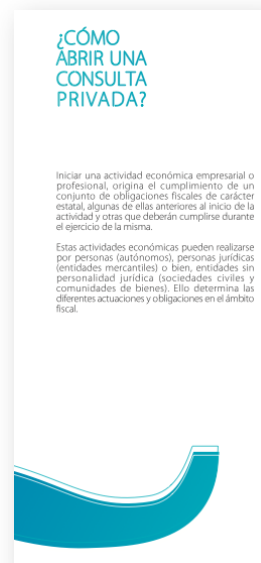 ¿CÓMO
ABRIR UNA
CONSULTA
PRIVADA?
Iniciar una actividad económica empresarial o
profesional, origina el cumplimiento de un
conjunto de obligaciones fiscales de carácter
estatal, algunas de ellas anteriores al inicio de la
actividad y otras que deberán cumplirse durante
el ejercicio de la misma.
Estas actividades económicas pueden realizarse
por personas (autónomos), personas jurídicas
(entidades mercantiles) o bien, entidades sin
personalidad jurídica (sociedades civiles y
comunidades de bienes). Ello determina las
diferentes actuaciones y obligaciones en el ámbito
fiscal.